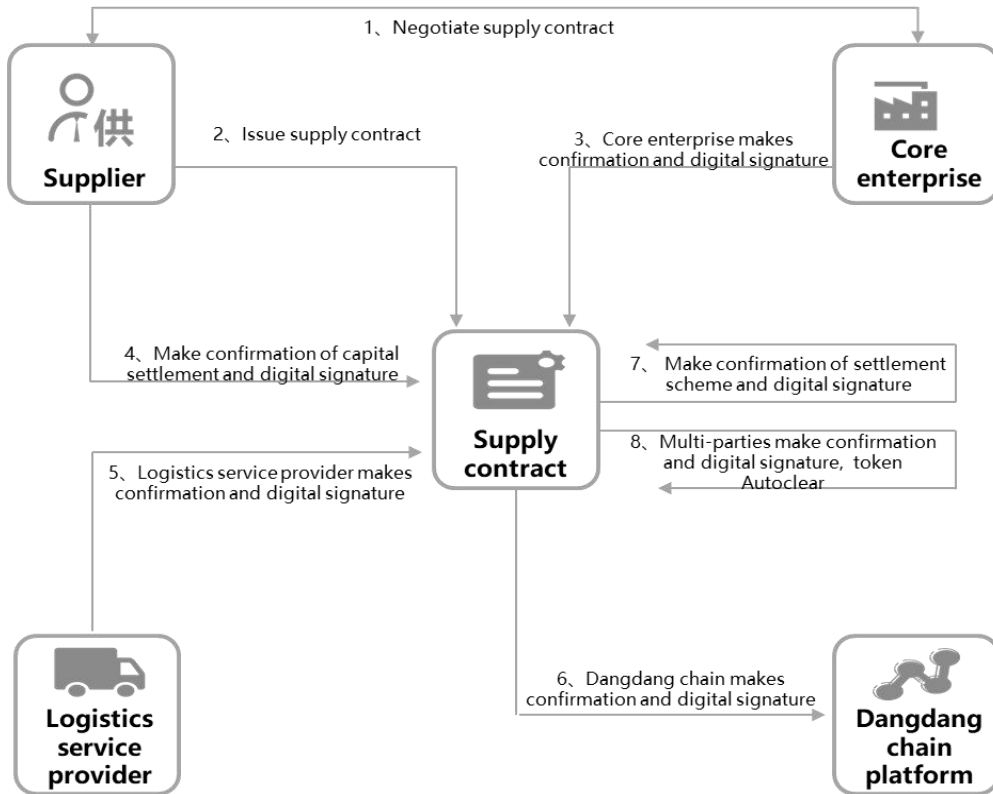 1、Negotiate supply contract
供
Supplier
2、Issue supply contract
3、Core enterprise makes
confirmation and digital signature
Core
enterprise
4、Make confirmation of capital
settlement and digital signature
Supply
contract
7、 Make confirmation of settlement
scheme and digital signature
8、Multi-parties make confirmation
and digital signature, token
Autoclear
5、Logistics service provider makes
confirmation and digital signature
Logistics
service
provider
6、Dangdang chain makes
confirmation and digital signature
Dangdang
chain
platform